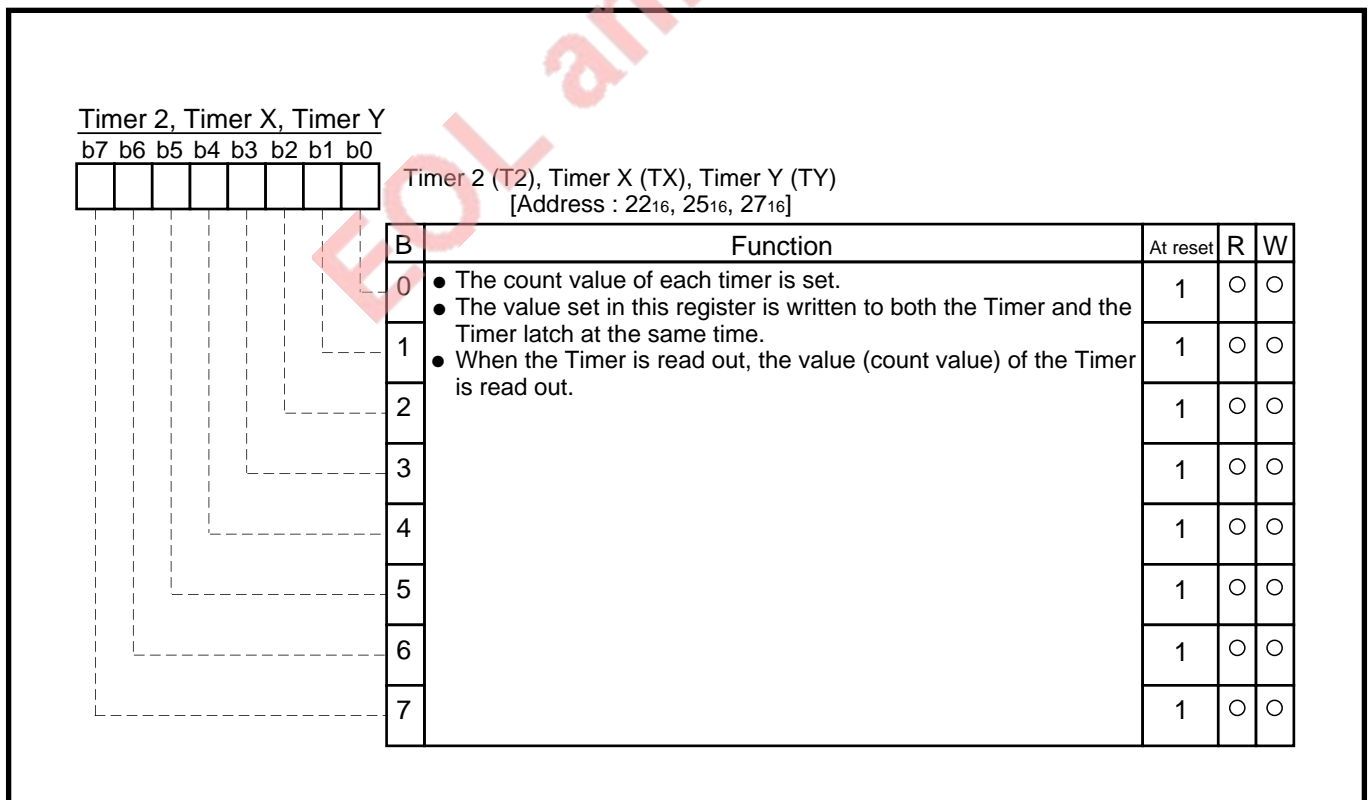 Timer 2, Timer X, Timer Y
b7 b6 b5 b4 b3 b2 b1 b0
Timer 2 (T2), Timer X (TX), Timer Y (TY)
[Address : 22₁₆, 25₁₆, 27₁₆]
B Function At reset R W
0 ● The count value of each timer is set. 1 ○ ○
● The value set in this register is written to both the Timer and the
Timer latch at the same time.
1 1 ○ ○
● When the Timer is read out, the value (count value) of the Timer
is read out.
2 1 ○ ○
3 1 ○ ○
4 1 ○ ○
5 1 ○ ○
6 1 ○ ○
7 1 ○ ○
EOL